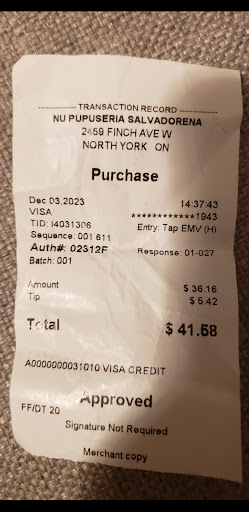 TRANSACTION RECORD
NU PUPUSERIA SALVADORENA
2459 FINCH AVE W
NORTH YORK ON
Purchase
Dec 03,2023 14:37:43
VISA ************1943
TID: I4031306 Entry: Tap EMV (H)
Sequence: 001 611
Auth#: 02312F Response: 01-027
Batch: 001
Amount $ 36.16
Tip $ 5.42
Total $ 41.58
A0000000031010 VISA CREDIT
Approved
FF/DT 20
Signature Not Required
Merchant copy